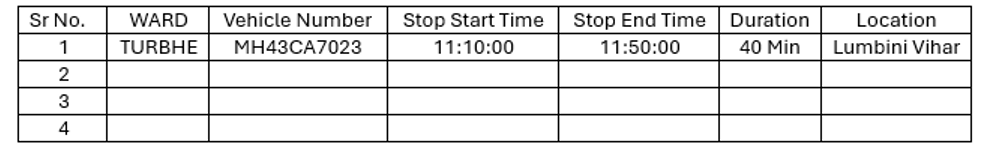 Sr No. WARD Vehicle Number Stop Start Time Stop End Time Duration Location
1 TURBHE MH43CA7023 11:10:00 11:50:00 40 Min Lumbini Vihar
2
3
4